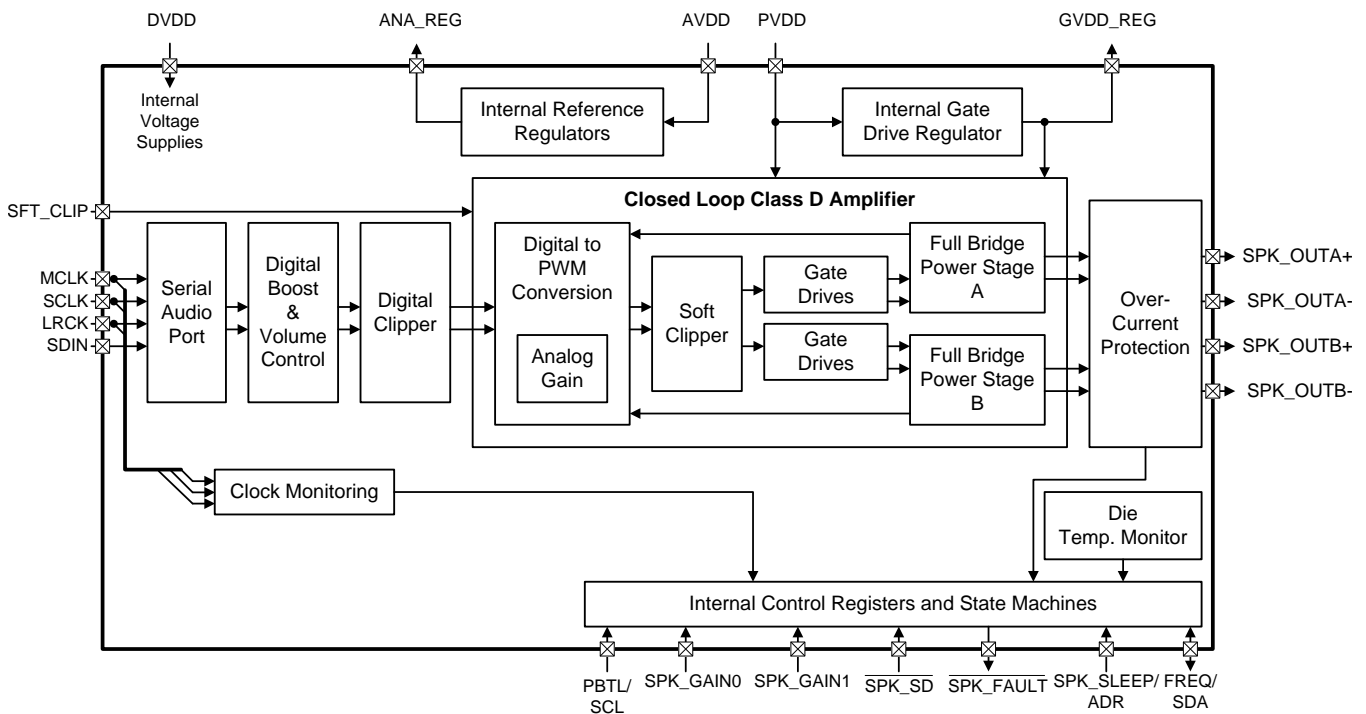 DVDD
ANA_REG
AVDD
PVDD
GVDD_REG
Internal
Voltage
Supplies
Internal Reference
Regulators
Internal Gate
Drive Regulator
Closed Loop Class D Amplifier
SFT_CLIP
MCLK
SCLK
LRCK
SDIN
Serial
Audio
Port
Digital
Boost
&
Volume
Control
Digital
Clipper
Digital to
PWM
Conversion
Analog
Gain
Soft
Clipper
Gate
Drives
Gate
Drives
Full Bridge
Power Stage
A
Full Bridge
Power Stage
B
Over-
Current
Protection
SPK_OUTA+
SPK_OUTA-
SPK_OUTB+
SPK_OUTB-
Clock Monitoring
Die
Temp. Monitor
Internal Control Registers and State Machines
PBTL/
SCL
SPK_GAIN0
SPK_GAIN1
SPK_SD
SPK_FAULT
SPK_SLEEP/
ADR
FREQ/
SDA